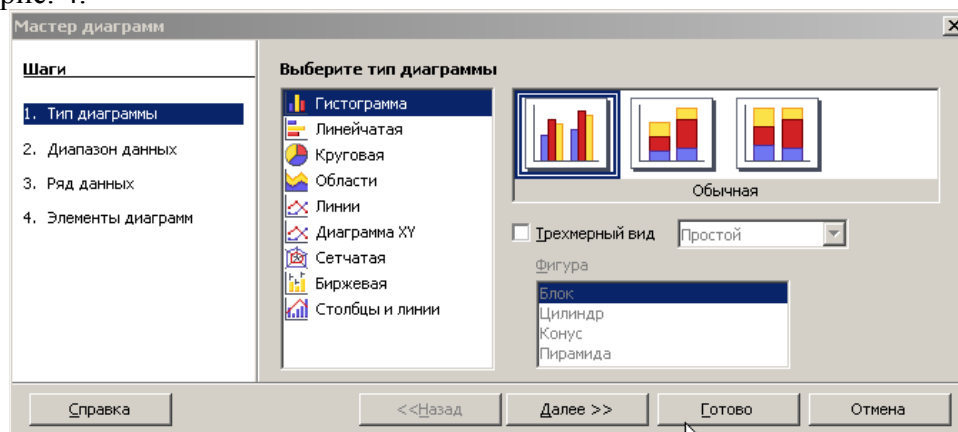 рис. 4.
Мастер диаграмм
Шаги
1. Тип диаграммы
2. Диапазон данных
3. Ряд данных
4. Элементы диаграмм
Выберите тип диаграммы
Гистограмма
Линейчатая
Круговая
Области
Линии
Диаграмма XY
Сетчатая
Биржевая
Столбцы и линии
Обычная
Трехмерный вид
Простой
Фигура
Блок
Цилиндр
Конус
Пирамида
Справка
<<Назад
Далее >>
Готово
Отмена